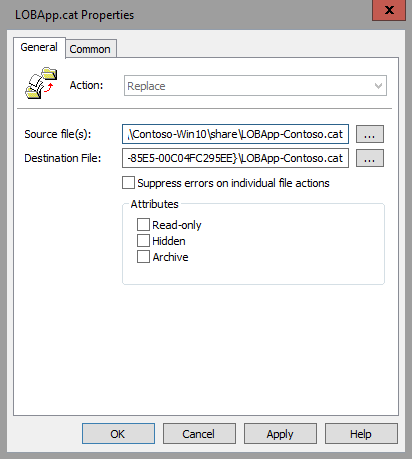 LOBApp.cat Properties
x
General Common
Action: Replace
Source file(s): \\Contoso-Win10\share\LOBApp-Contoso.cat ...
Destination File: -85E5-00C04FC295EE}\LOBApp-Contoso.cat ...
Suppress errors on individual file actions
Attributes
Read-only
Hidden
Archive
OK Cancel Apply Help